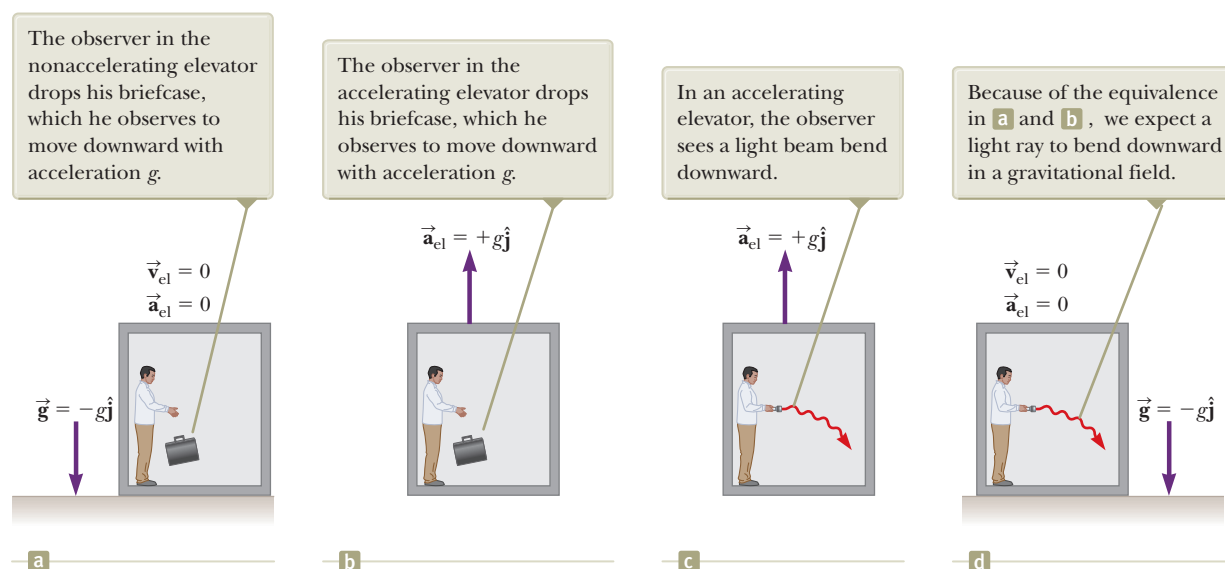 The observer in the
nonaccelerating elevator
drops his briefcase,
which he observes to
move downward with
acceleration g.
v⃗el = 0
a⃗el = 0
g⃗ = −gĵ
a
The observer in the
accelerating elevator drops
his briefcase, which he
observes to move downward
with acceleration g.
a⃗el = +gĵ
b
In an accelerating
elevator, the observer
sees a light beam bend
downward.
a⃗el = +gĵ
c
Because of the equivalence
in a and b , we expect a
light ray to bend downward
in a gravitational field.
v⃗el = 0
a⃗el = 0
g⃗ = −gĵ
d